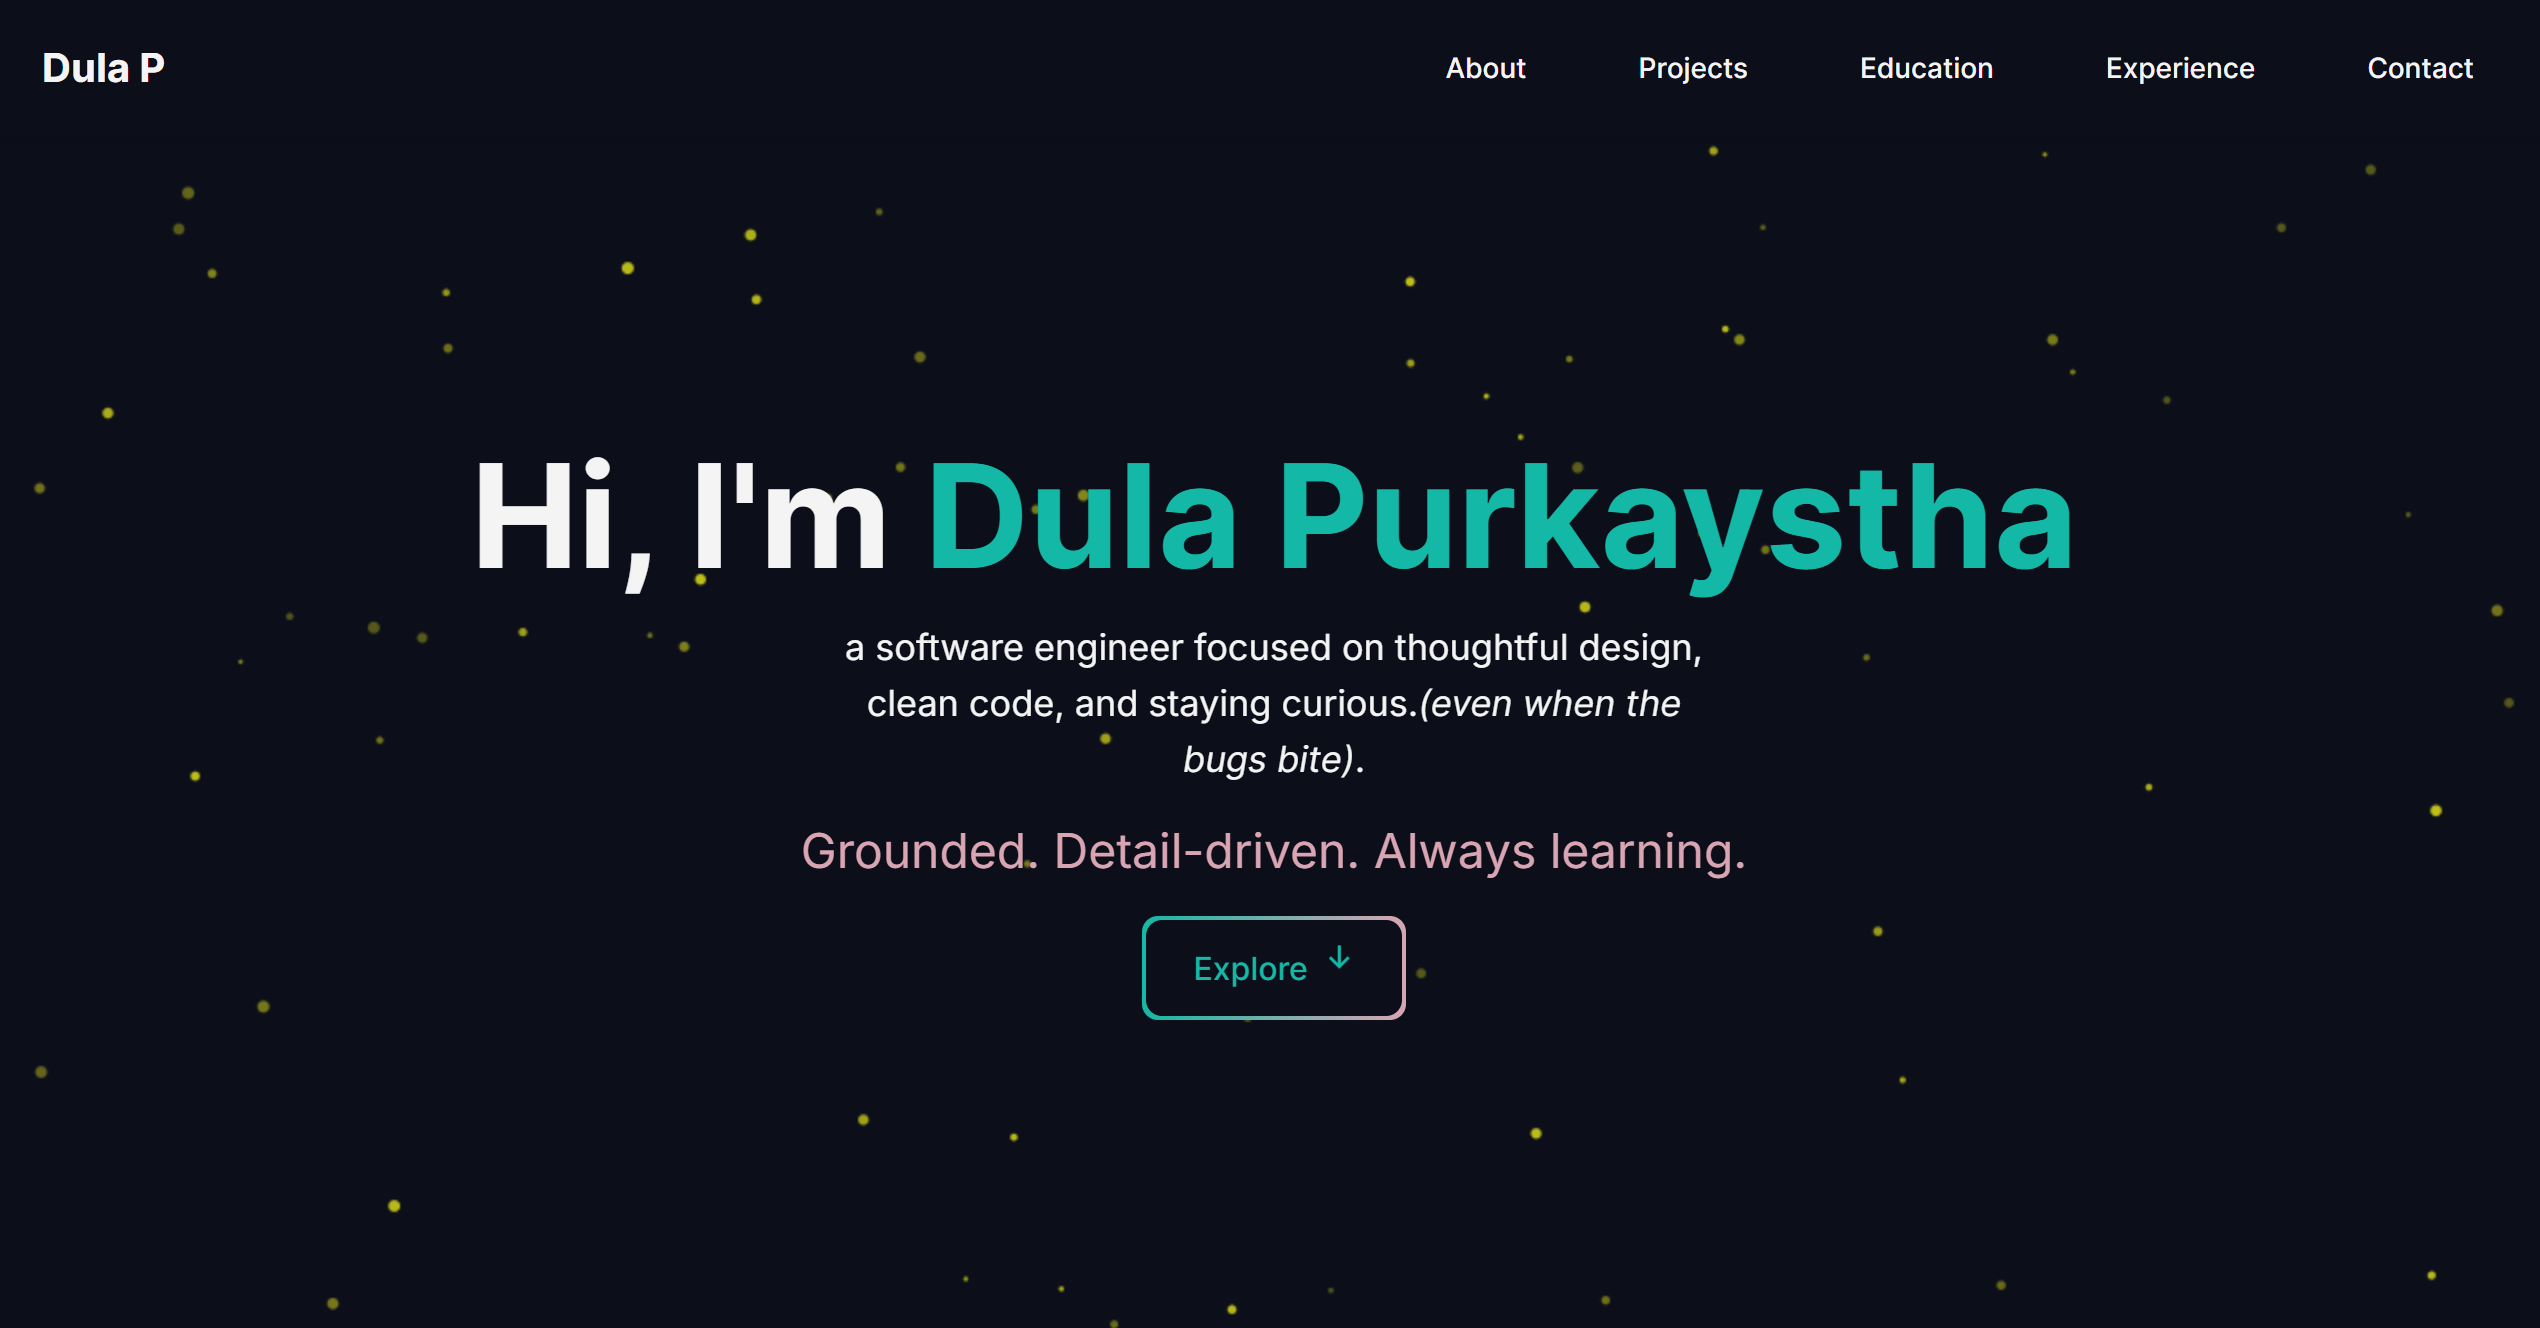 Dula P
About Projects Education Experience Contact
Hi, I'm Dula Purkaystha
a software engineer focused on thoughtful design,
clean code, and staying curious.(even when the
bugs bite).
Grounded. Detail-driven. Always learning.
Explore ↓